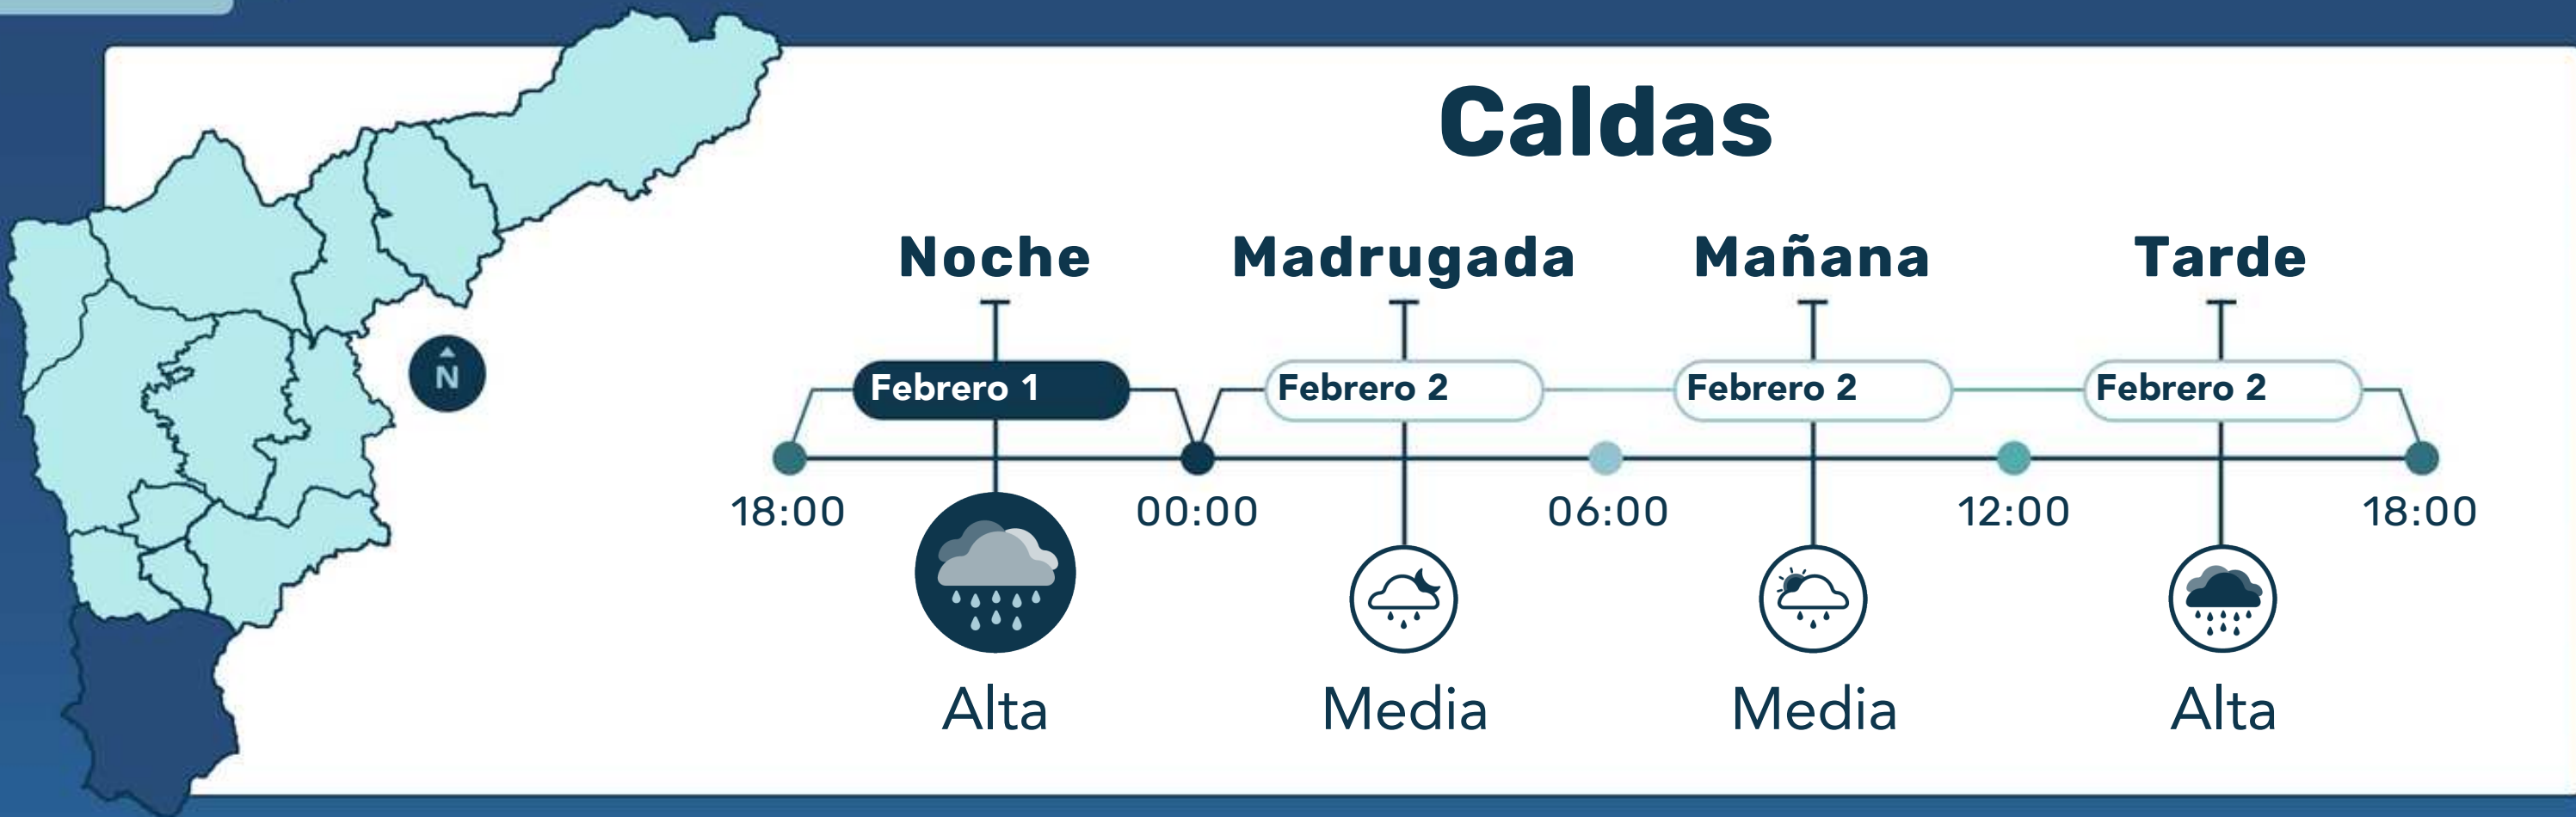 Caldas
Noche Madrugada Mañana Tarde
Febrero 1 Febrero 2 Febrero 2 Febrero 2
N
18:00 00:00 06:00 12:00 18:00
Alta Media Media Alta